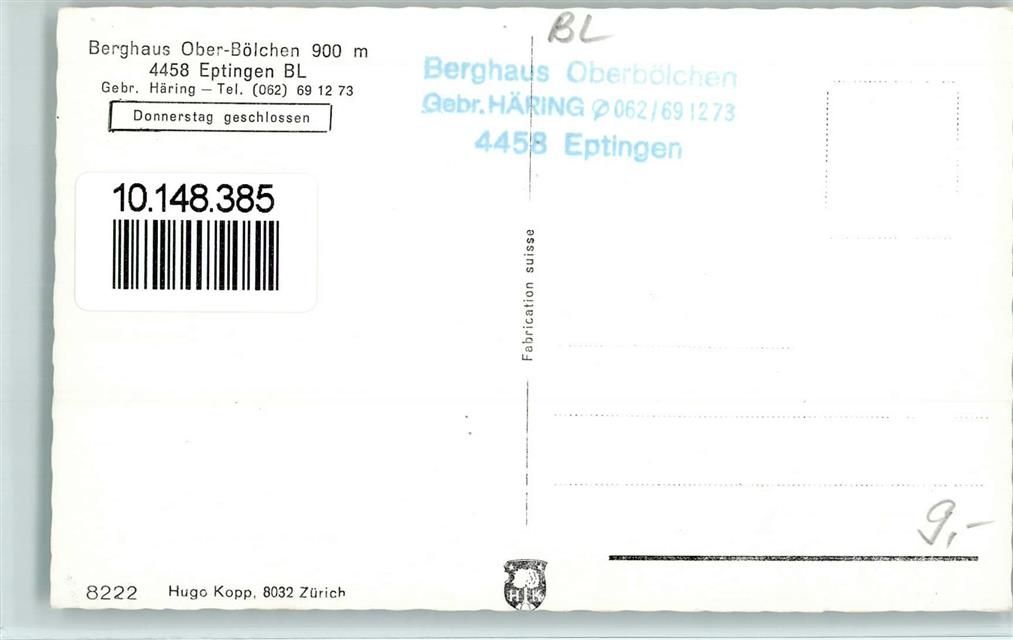 BL
Berghaus Ober-Bölchen 900 m
4458 Eptingen BL
Gebr. Häring – Tel. (062) 69 12 73
Donnerstag geschlossen
Berghaus Oberbölchen
Gebr. HÄRING ✆ 062/69 12 73
4458 Eptingen
10.148.385
Fabrication suisse
9,-
8222 Hugo Kopp, 8032 Zürich
H K